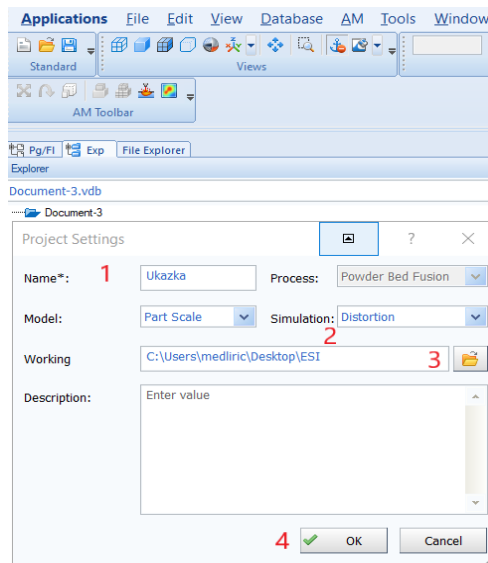 Applications File Edit View Database AM Tools Window
Standard Views
AM Toolbar
Pg/Fl Exp File Explorer
Explorer
Document-3.vdb
Document-3
Project Settings ? ×
Name*: 1 Ukazka Process: Powder Bed Fusion
Model: Part Scale Simulation: Distortion
2
Working C:\Users\medliric\Desktop\ESI 3
Description: Enter value
4 OK Cancel